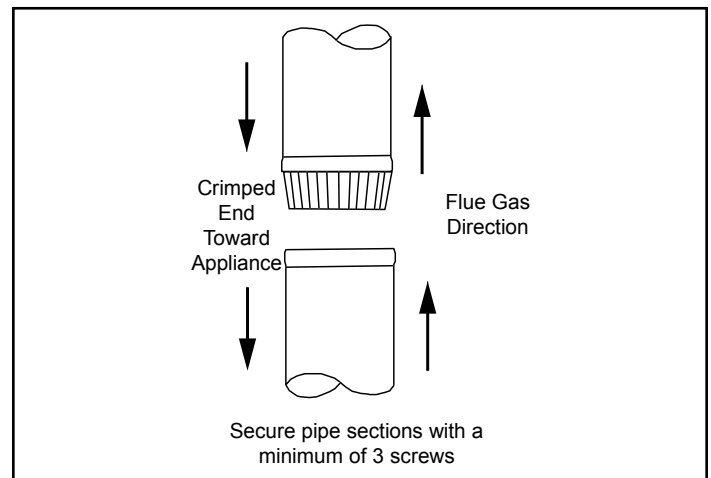 Crimped
End
Toward
Appliance
Flue Gas
Direction
Secure pipe sections with a
minimum of 3 screws